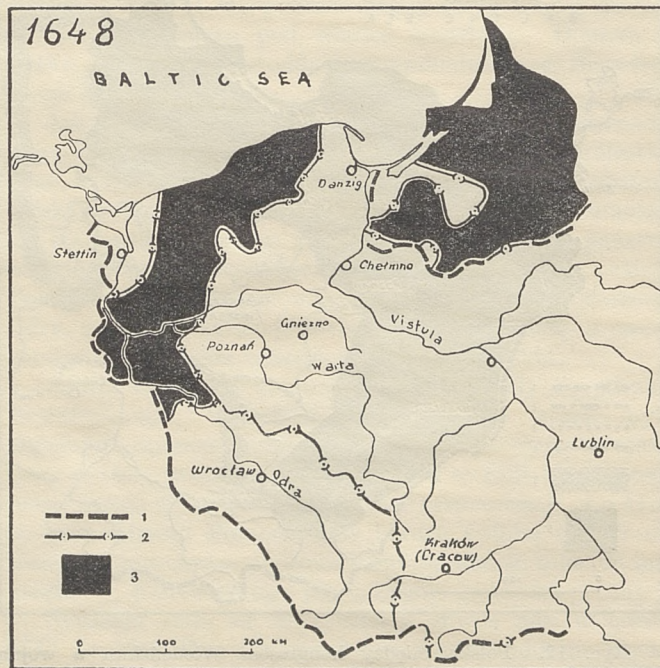 1648
BALTIC SEA
Danzig
Stettin
Chełmno
Gniezno
Vistula
Poznań
Warta
Lublin
Wrocław
Odra
1
2
Kraków
(Cracow)
3
0 100 200 KM